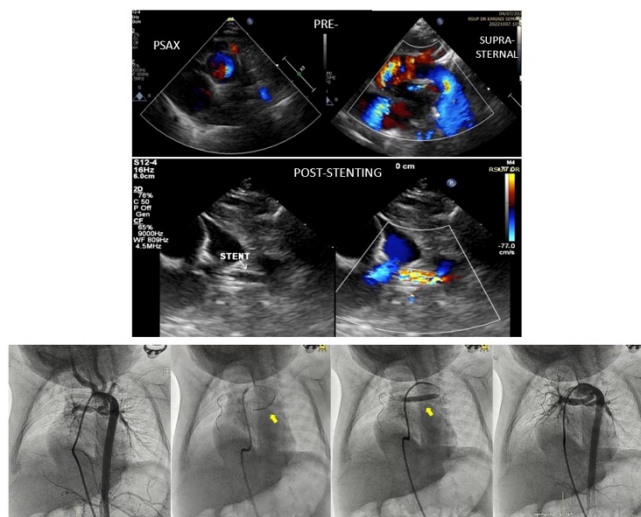 PSAX
PRE-
SUPRA-
STERNAL
POST-STENTING
0 cm
S12-4
16Hz
6.0cm
2D
76%
C 50
P Off
Gen
CF
65%
9000Hz
WF 809Hz
4.5MHz
M4
-77.0
cm/s
STENT